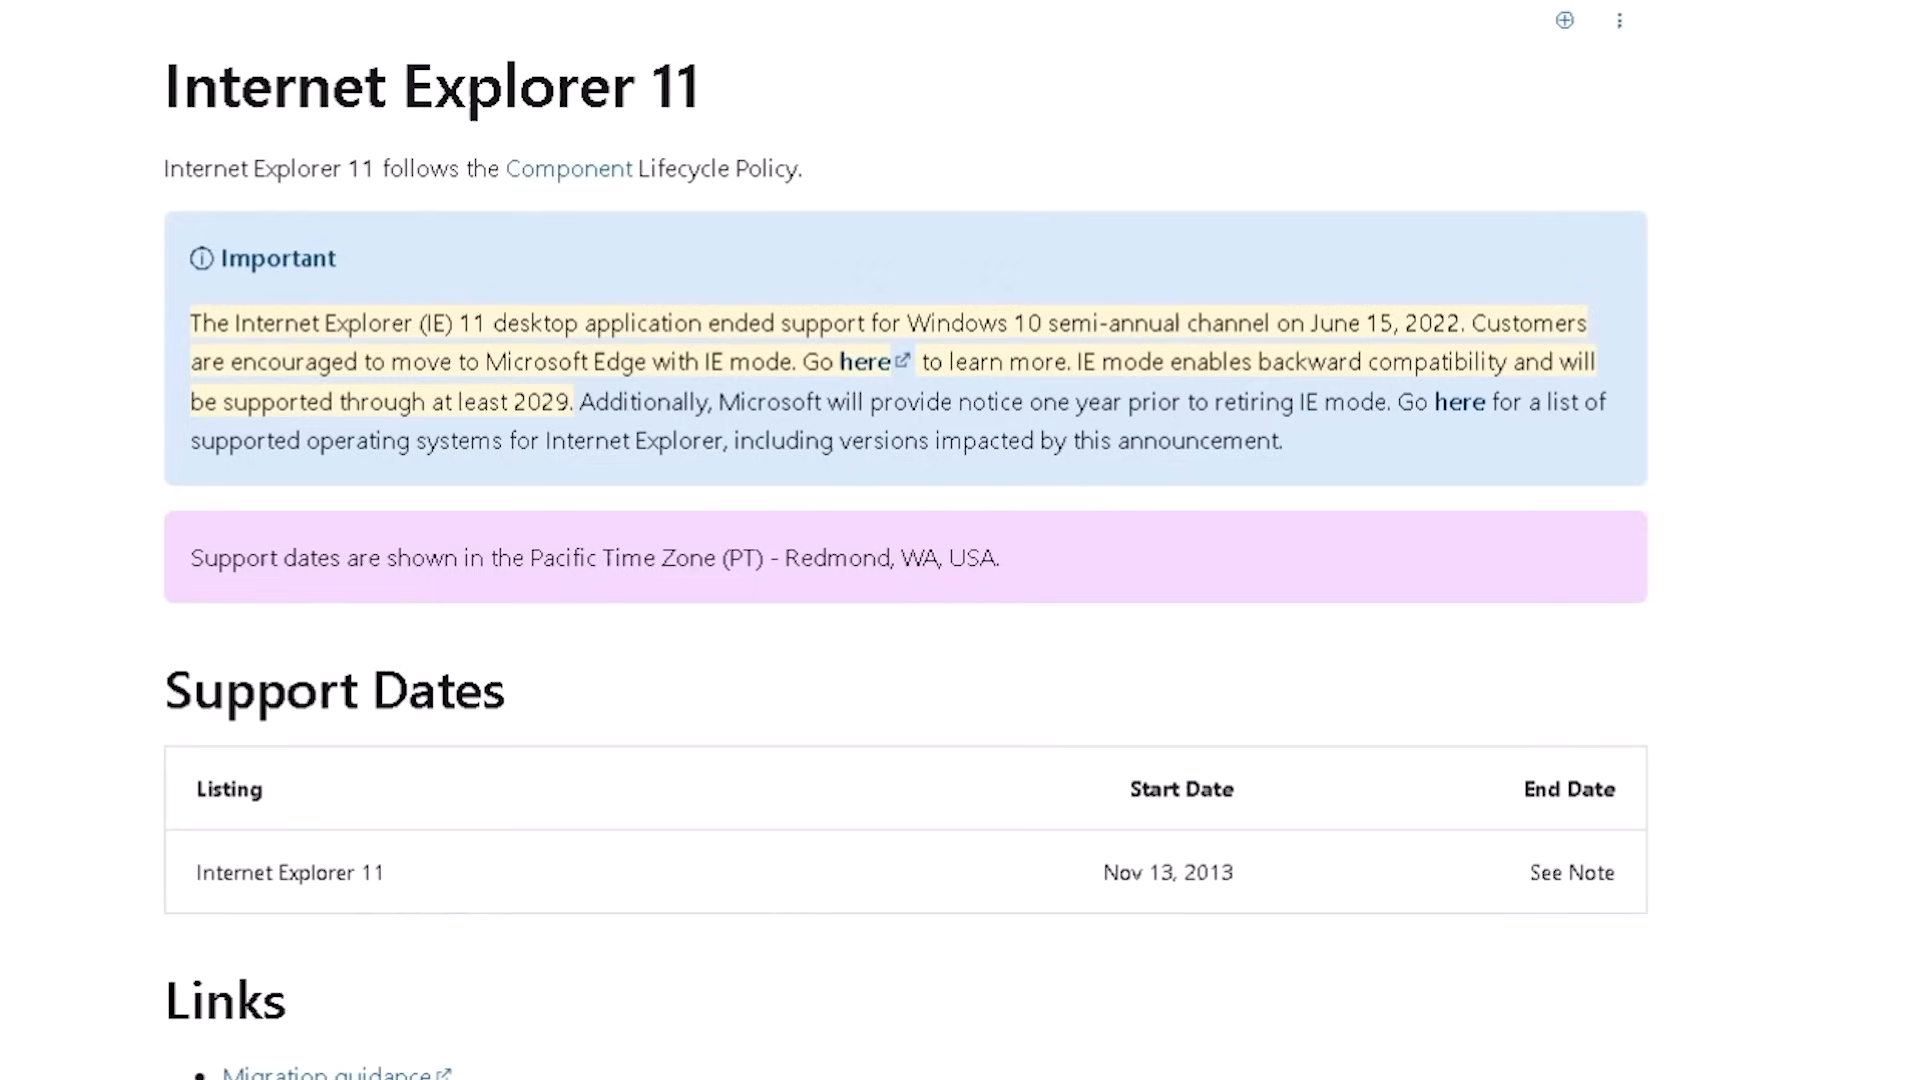 Internet Explorer 11
Internet Explorer 11 follows the Component Lifecycle Policy.
Important
The Internet Explorer (IE) 11 desktop application ended support for Windows 10 semi-annual channel on June 15, 2022. Customers
are encouraged to move to Microsoft Edge with IE mode. Go here to learn more. IE mode enables backward compatibility and will
be supported through at least 2029. Additionally, Microsoft will provide notice one year prior to retiring IE mode. Go here for a list of
supported operating systems for Internet Explorer, including versions impacted by this announcement.
Support dates are shown in the Pacific Time Zone (PT) - Redmond, WA, USA.
Support Dates
Listing Start Date End Date
Internet Explorer 11 Nov 13, 2013 See Note
Links
Migration guidance